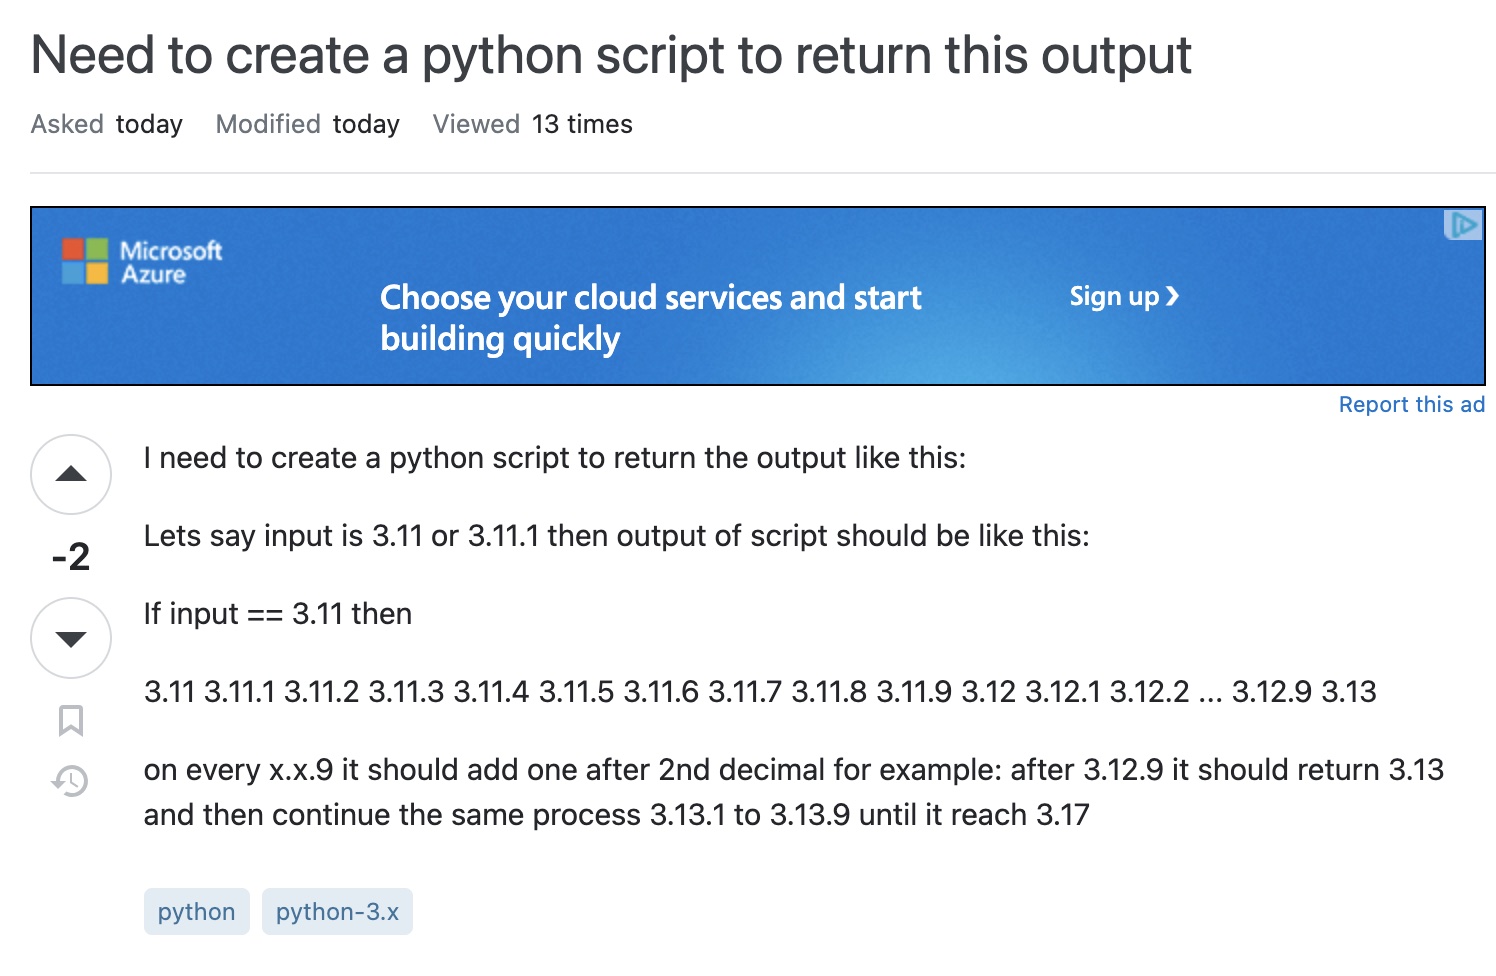 Need to create a python script to return this output
Asked today Modified today Viewed 13 times
Microsoft
Azure
Choose your cloud services and start
building quickly
Sign up ❯
Report this ad
I need to create a python script to return the output like this:
Lets say input is 3.11 or 3.11.1 then output of script should be like this:
-2
If input == 3.11 then
3.11 3.11.1 3.11.2 3.11.3 3.11.4 3.11.5 3.11.6 3.11.7 3.11.8 3.11.9 3.12 3.12.1 3.12.2 ... 3.12.9 3.13
on every x.x.9 it should add one after 2nd decimal for example: after 3.12.9 it should return 3.13
and then continue the same process 3.13.1 to 3.13.9 until it reach 3.17
python python-3.x